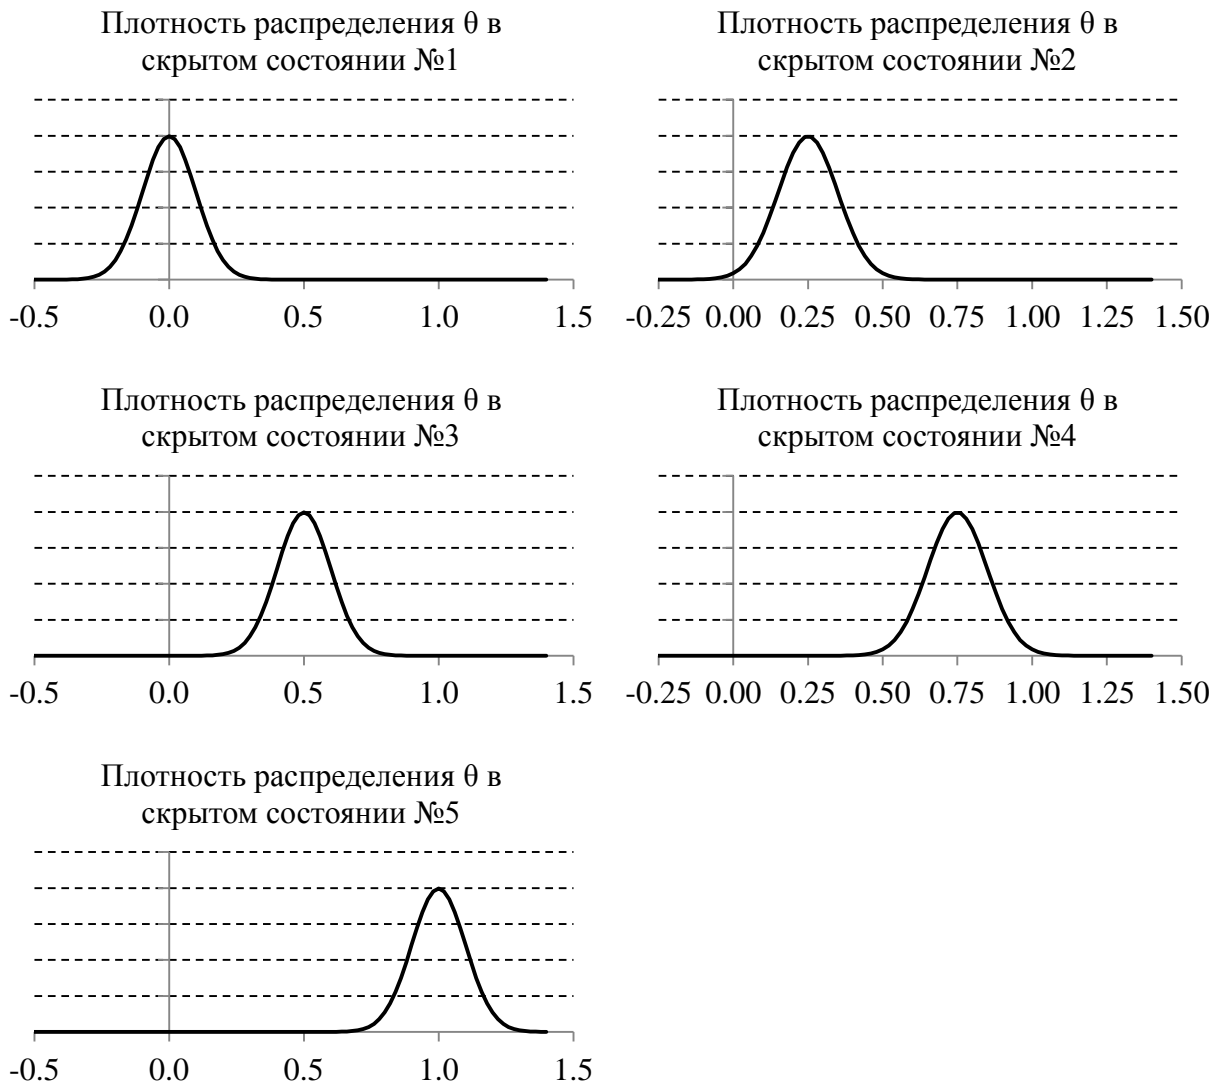 Плотность распределения θ в
скрытом состоянии №1
-0.5 0.0 0.5 1.0 1.5
Плотность распределения θ в
скрытом состоянии №2
-0.25 0.00 0.25 0.50 0.75 1.00 1.25 1.50
Плотность распределения θ в
скрытом состоянии №3
-0.5 0.0 0.5 1.0 1.5
Плотность распределения θ в
скрытом состоянии №4
-0.25 0.00 0.25 0.50 0.75 1.00 1.25 1.50
Плотность распределения θ в
скрытом состоянии №5
-0.5 0.0 0.5 1.0 1.5